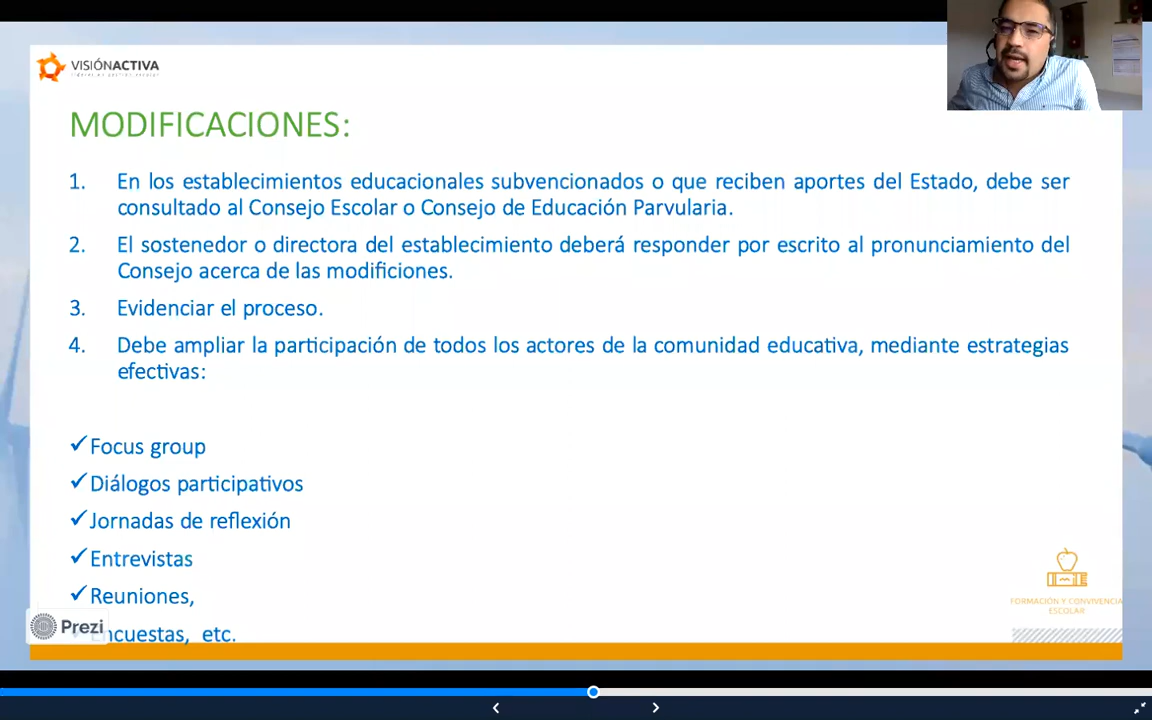 VISIÓNACTIVA
MODIFICACIONES:
1. En los establecimientos educacionales subvencionados o que reciben aportes del Estado, debe ser
consultado al Consejo Escolar o Consejo de Educación Parvularia.
2. El sostenedor o directora del establecimiento deberá responder por escrito al pronunciamiento del
Consejo acerca de las modificiones.
3. Evidenciar el proceso.
4. Debe ampliar la participación de todos los actores de la comunidad educativa, mediante estrategias
efectivas:
✓Focus group
✓Diálogos participativos
✓Jornadas de reflexión
✓Entrevistas
✓Reuniones,
Encuestas, etc.
Prezi
FORMACIÓN Y CONVIVENCIA
ESCOLAR